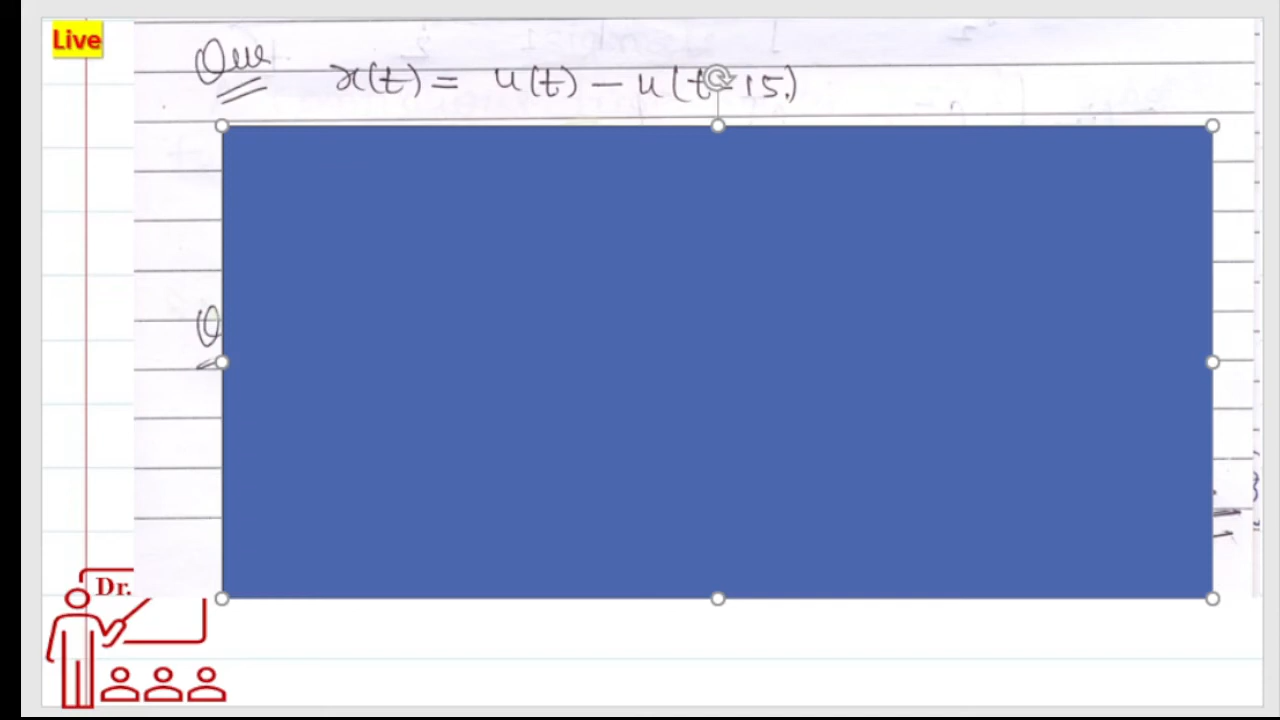 Live
Que x(t) = u(t) - u(t 15)
Q
Dr.